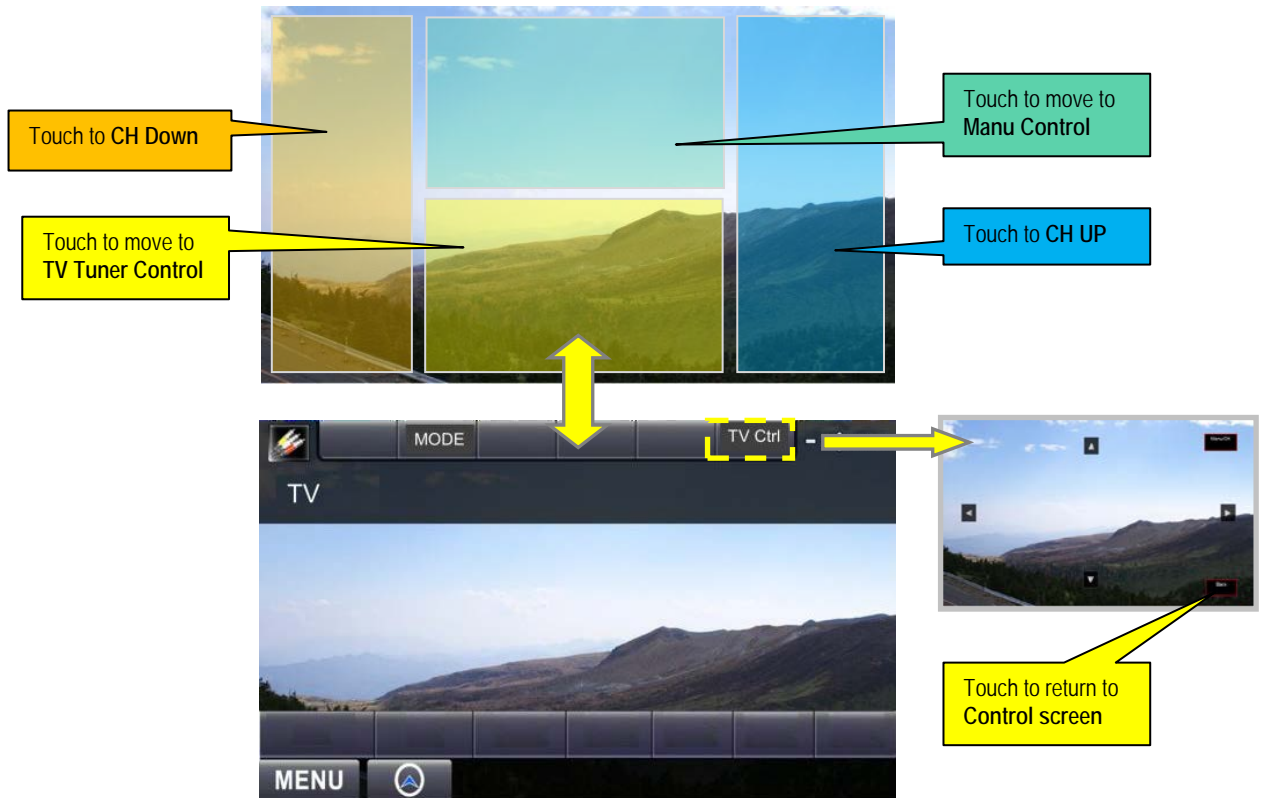 Touch to CH Down
Touch to move to
Manu Control
Touch to move to
TV Tuner Control
Touch to CH UP
MODE
TV Ctrl
TV
Back
Touch to return to
Control screen
MENU